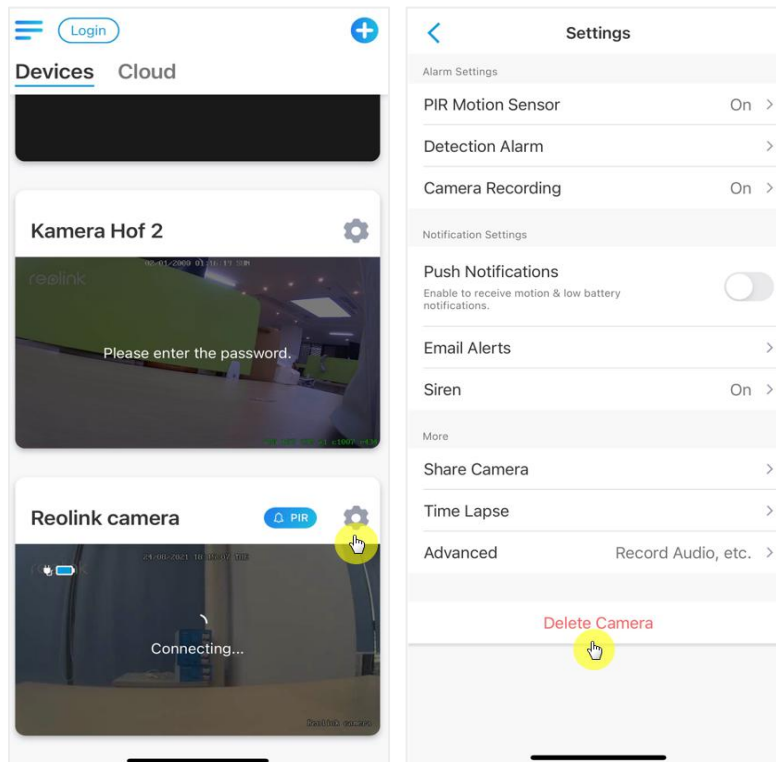 Login
Devices Cloud
Kamera Hof 2
reolink
Please enter the password.
Reolink camera
PIR
Connecting...
Reolink camera
Settings
Alarm Settings
PIR Motion Sensor On
Detection Alarm
Camera Recording On
Notification Settings
Push Notifications
Enable to receive motion & low battery
notifications.
Email Alerts
Siren On
More
Share Camera
Time Lapse
Advanced Record Audio, etc.
Delete Camera